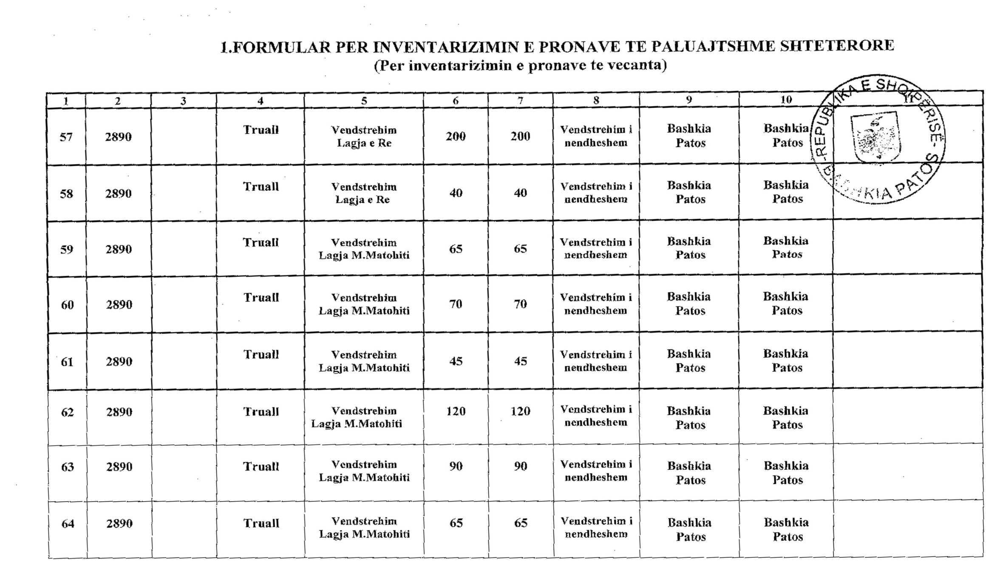 1.FORMULAR PER INVENTARIZIMIN E PRONAVE TE PALUAJTSHME SHTETERORE
(Per inventarizimin e pronave te vecanta)
-REPUBLIKA E SHQIPËRISË-
BASHKIA PATOS
1 2 3 4 5 6 7 8 9 10 11
57 2890 Truall Vendstrehim 200 200 Vendstrehim i Bashkia Bashkia
Lagja e Re nendheshem Patos Patos
58 2890 Truall Vendstrehim 40 40 Vendstrehim i Bashkia Bashkia
Lagja e Re nendheshem Patos Patos
59 2890 Truall Vendstrehim 65 65 Vendstrehim i Bashkia Bashkia
Lagja M.Matohiti nendheshem Patos Patos
60 2890 Truall Vendstrehim 70 70 Vendstrehim i Bashkia Bashkia
Lagja M.Matohiti nendheshem Patos Patos
61 2890 Truall Vendstrehim 45 45 Vendstrehim i Bashkia Bashkia
Lagja M.Matohiti nendheshem Patos Patos
62 2890 Truall Vendstrehim 120 120 Vendstrehim i Bashkia Bashkia
Lagja M.Matohiti nendheshem Patos Patos
63 2890 Truall Vendstrehim 90 90 Vendstrehim i Bashkia Bashkia
Lagja M.Matohiti nendheshem Patos Patos
64 2890 Truall Vendstrehim 65 65 Vendstrehim i Bashkia Bashkia
Lagja M.Matohiti nendheshem Patos Patos